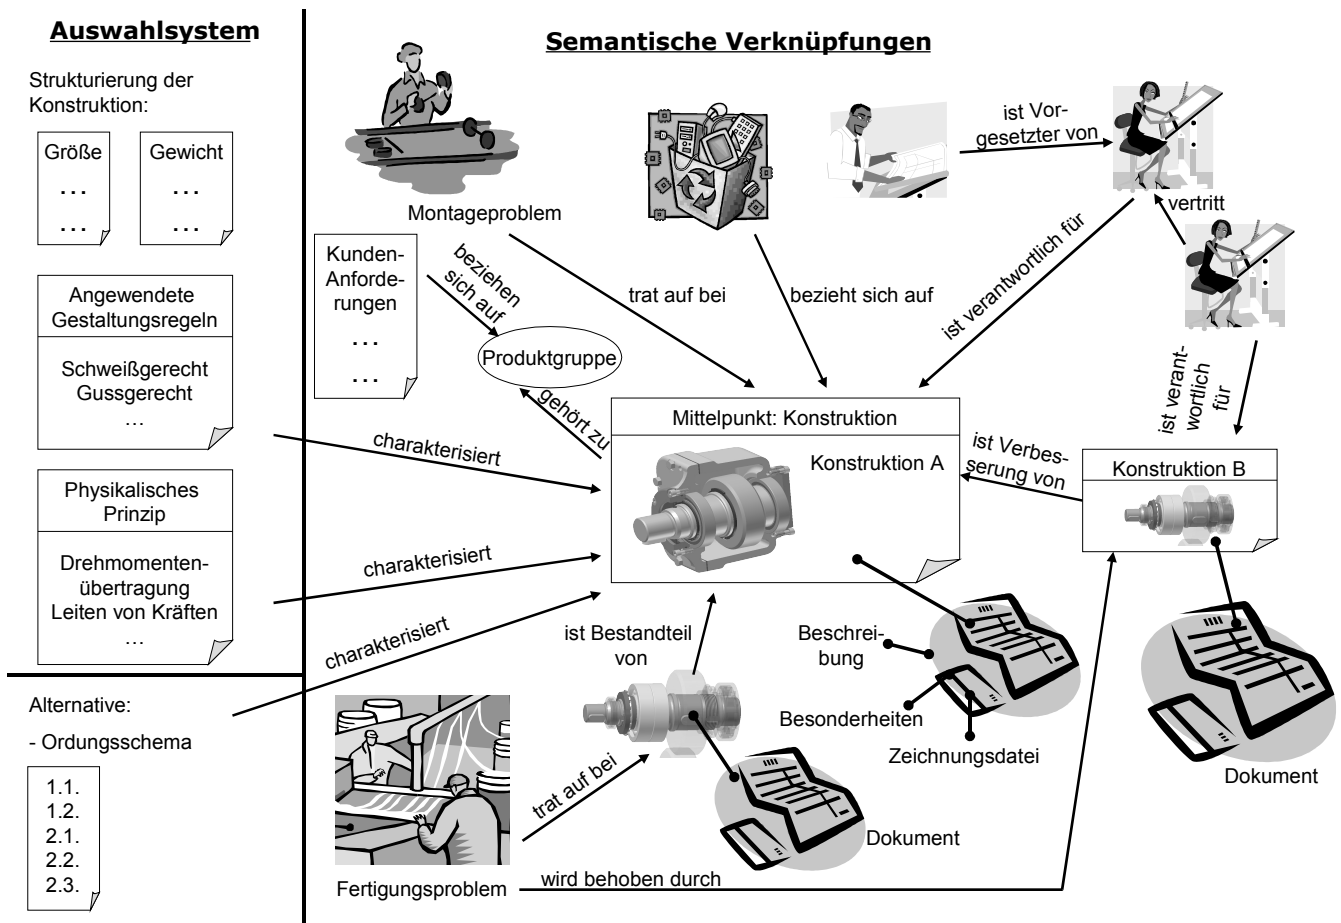 Auswahlsystem
Strukturierung der
Konstruktion:
Größe
...
...
Gewicht
...
...
Angewendete
Gestaltungsregeln
Schweißgerecht
Gussgerecht
...
Physikalisches
Prinzip
Drehmomenten-
übertragung
Leiten von Kräften
...
Alternative:
- Ordungsschema
1.1.
1.2.
2.1.
2.2.
2.3.
Semantische Verknüpfungen
ist Vor-
gesetzter von
vertritt
Montageproblem
Kunden-
Anforde-
rungen
...
...
beziehen
sich auf
trat auf bei
bezieht sich auf
ist verantwortlich für
ist verant-
wortlich
für
Produktgruppe
gehört zu
Mittelpunkt: Konstruktion
Konstruktion A
ist Verbes-
serung von
Konstruktion B
charakterisiert
charakterisiert
charakterisiert
ist Bestandteil
von
Beschrei-
bung
Besonderheiten
Zeichnungsdatei
Dokument
trat auf bei
Dokument
Fertigungsproblem
wird behoben durch